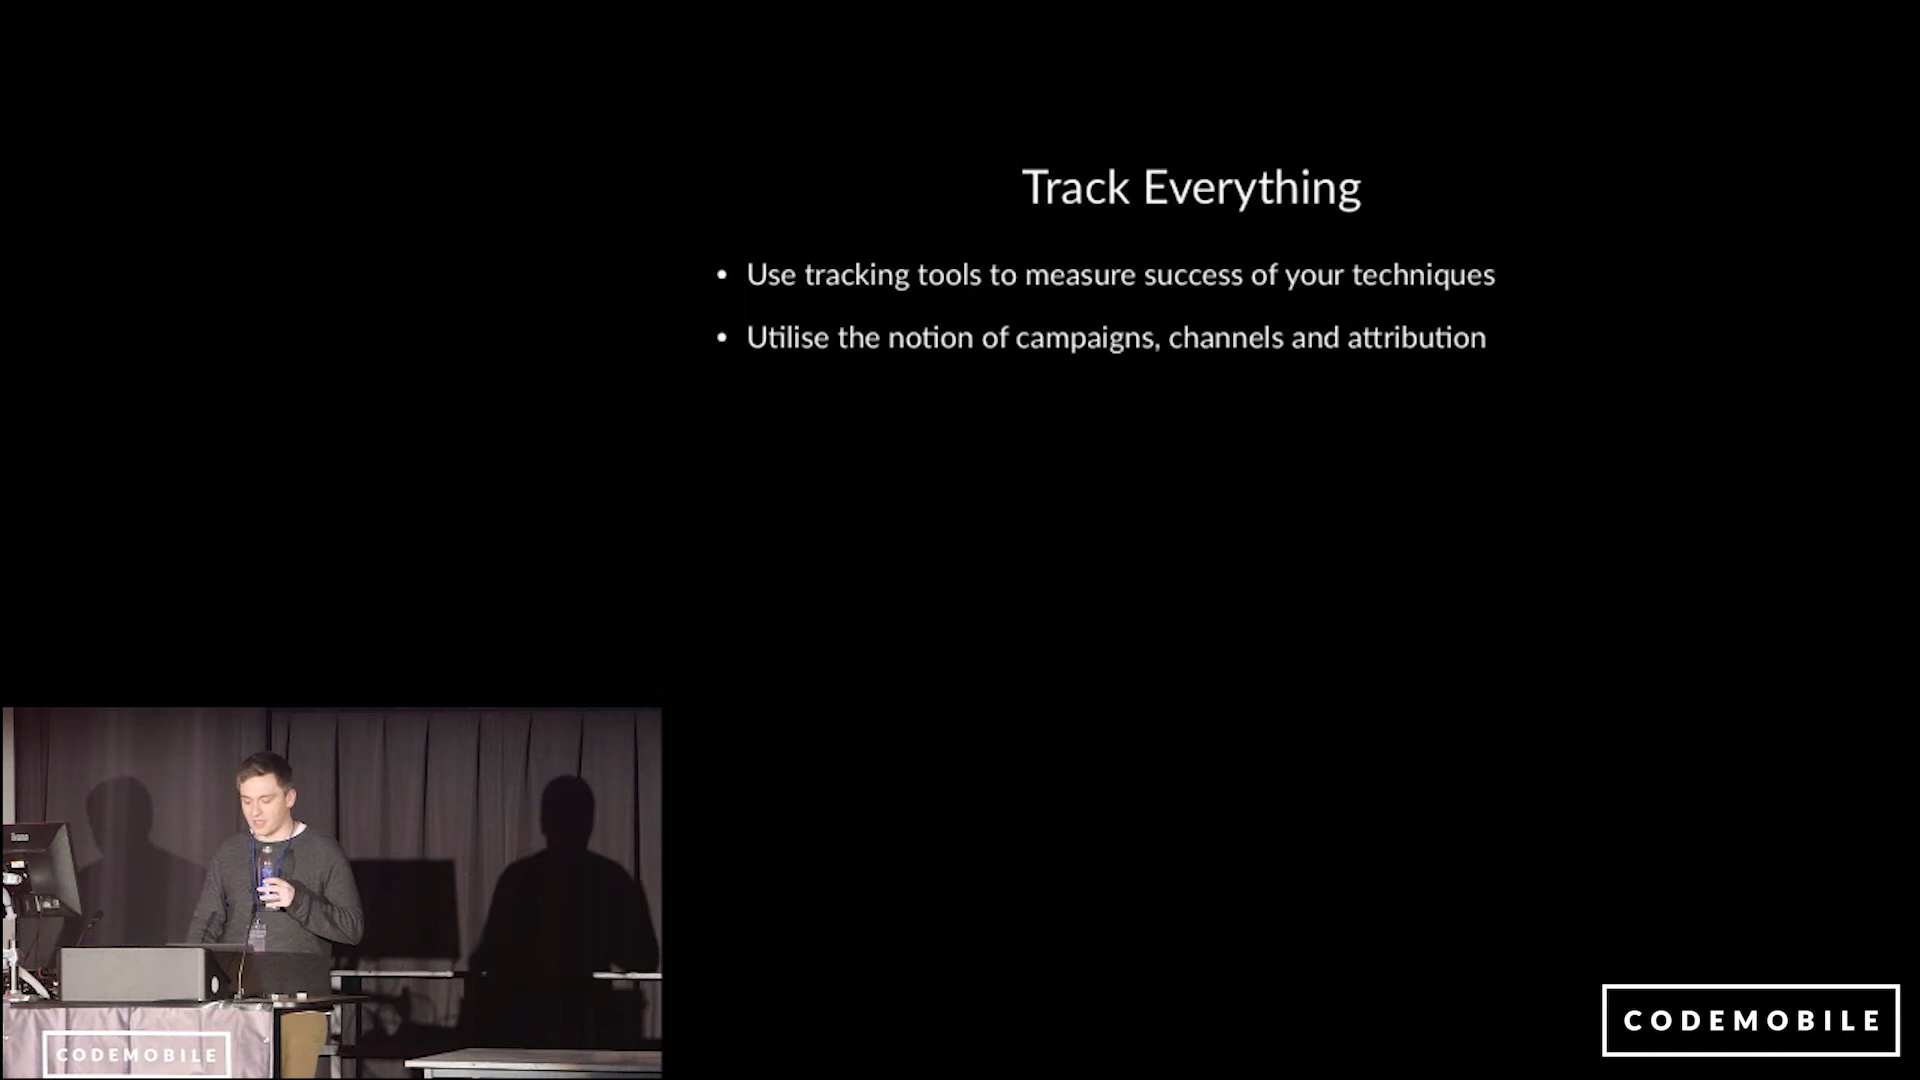 Track Everything
• Use tracking tools to measure success of your techniques
• Utilise the notion of campaigns, channels and attribution
iiyama
CODEMOBILE
CODEMOBILE